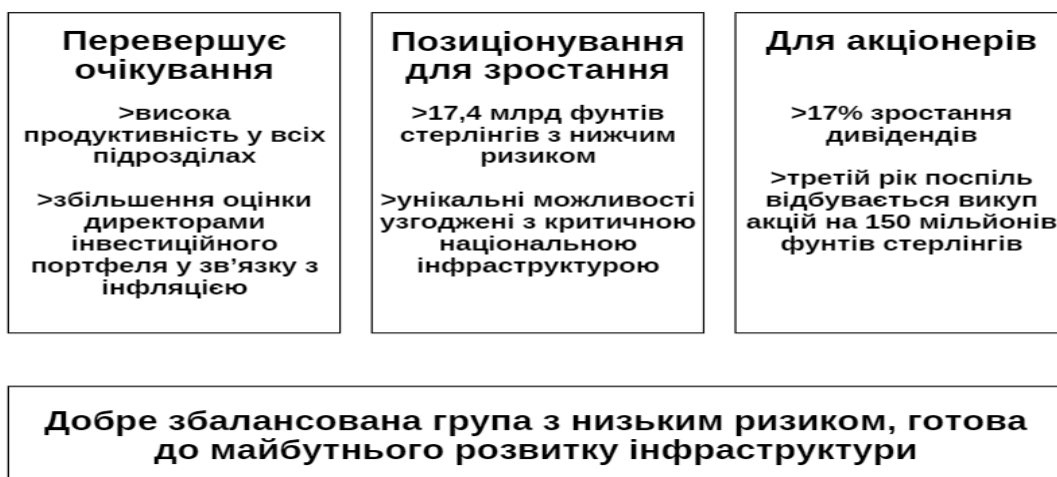 Перевершує
очікування
>висока
продуктивність у всіх
підрозділах
>збільшення оцінки
директорами
інвестиційного
портфеля у зв’язку з
інфляцією
Позиціонування
для зростання
>17,4 млрд фунтів
стерлінгів з нижчим
ризиком
>унікальні можливості
узгоджені з критичною
національною
інфраструктурою
Для акціонерів
>17% зростання
дивідендів
>третій рік поспіль
відбувається викуп
акцій на 150 мільйонів
фунтів стерлінгів
Добре збалансована група з низьким ризиком, готова
до майбутнього розвитку інфраструктури